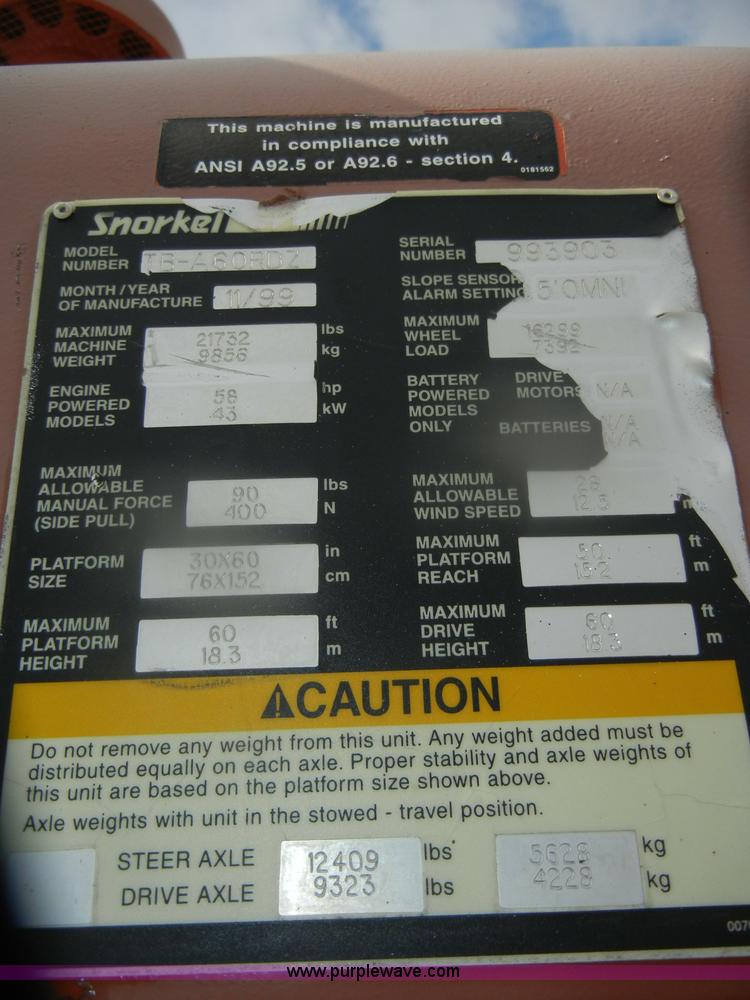 This machine is manufactured
in compliance with
ANSI A92.5 or A92.6 - section 4.
0181562
Snorkel
MODEL
NUMBER TB-A60RDZ
SERIAL
NUMBER 993903
MONTH/YEAR
OF MANUFACTURE 11/99
SLOPE SENSOR
ALARM SETTING 5°OMNI
MAXIMUM
MACHINE
WEIGHT
21732 lbs
9856 kg
MAXIMUM
WHEEL
LOAD
16299
7392
ENGINE
POWERED
MODELS
58 hp
43 kW
BATTERY
POWERED
MODELS
ONLY
DRIVE
MOTORS N/A
BATTERIES N/A
N/A
MAXIMUM
ALLOWABLE
MANUAL FORCE
(SIDE PULL)
90 lbs
400 N
MAXIMUM
ALLOWABLE
WIND SPEED
28
12.5 m
PLATFORM
SIZE
30X60 in
76X152 cm
MAXIMUM
PLATFORM
REACH
50 ft
15.2 m
MAXIMUM
PLATFORM
HEIGHT
60 ft
18.3 m
MAXIMUM
DRIVE
HEIGHT
60 ft
18.3 m
CAUTION
Do not remove any weight from this unit. Any weight added must be
distributed equally on each axle. Proper stability and axle weights of
this unit are based on the platform size shown above.
Axle weights with unit in the stowed - travel position.
STEER AXLE 12409 lbs 5628 kg
DRIVE AXLE 9323 lbs 4228 kg
www.purplewave.com